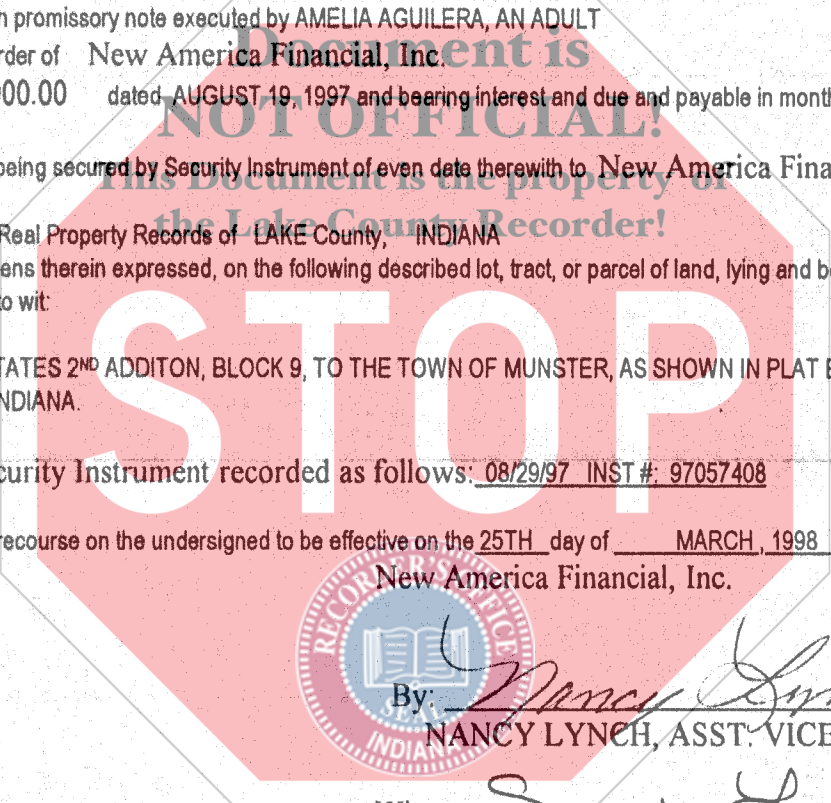 n promissory note executed by AMELIA AGUILERA, AN ADULT
rder of New America Financial, Inc.
Document is
000.00 dated AUGUST 19, 1997 and bearing interest and due and payable in month
NOT OFFICIAL!
being secured by Security Instrument of even date therewith to New America Fina
This Document is the property of
the Lake County Recorder!
Real Property Records of LAKE County, INDIANA
ens therein expressed, on the following described lot, tract, or parcel of land, lying and b
to wit:
STOP
TATES 2ND ADDITON, BLOCK 9, TO THE TOWN OF MUNSTER, AS SHOWN IN PLAT B
NDIANA.
curity Instrument recorded as follows: 08/29/97 INST #: 97057408
recourse on the undersigned to be effective on the 25TH day of MARCH, 1998
New America Financial, Inc.
RECORDER'S OFFICE
SEAL
INDIANA
By: Nancy Lyn
NANCY LYNCH, ASST. VICE